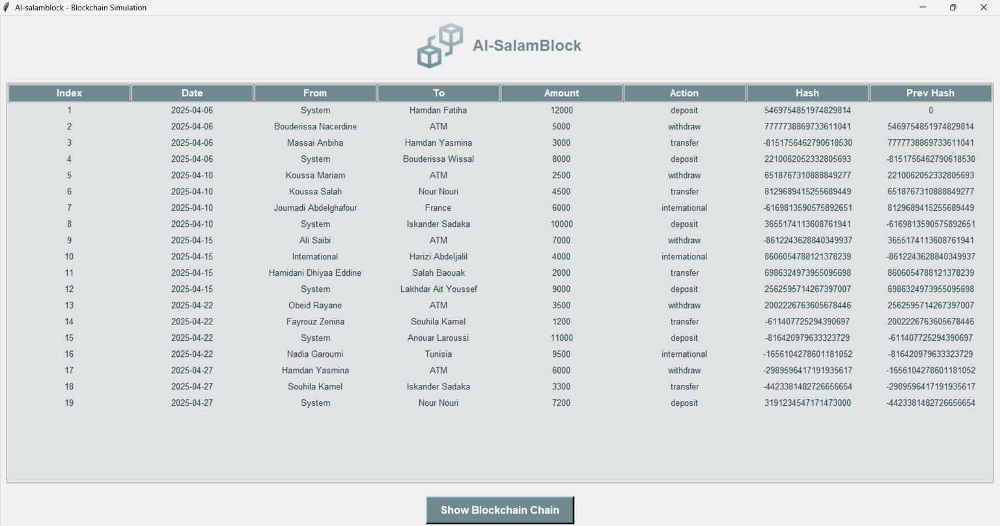 Al-salamblock - Blockchain Simulation
Al-SalamBlock
Index Date From To Amount Action Hash Prev Hash
1 2025-04-06 System Hamdan Fatiha 12000 deposit 5469754851974829814 0
2 2025-04-06 Bouderissa Nacerdine ATM 5000 withdraw 7777738869733611041 5469754851974829814
3 2025-04-06 Massai Anbiha Hamdan Yasmina 3000 transfer -8151756462790618530 7777738869733611041
4 2025-04-06 System Bouderissa Wissal 8000 deposit 2210062052332805693 -8151756462790618530
5 2025-04-10 Koussa Mariam ATM 2500 withdraw 6518767310888849277 2210062052332805693
6 2025-04-10 Koussa Salah Nour Nouri 4500 transfer 8129689415255689449 6518767310888849277
7 2025-04-10 Joumadi Abdelghafour France 6000 international -6169813590575892651 8129689415255689449
8 2025-04-10 System Iskander Sadaka 10000 deposit 3655174113608761941 -6169813590575892651
9 2025-04-15 Ali Saibi ATM 7000 withdraw -8612243628840349937 3655174113608761941
10 2025-04-15 International Harizi Abdeljalil 4000 international 8606054788121378239 -8612243628840349937
11 2025-04-15 Hamidani Dhiyaa Eddine Salah Baouak 2000 transfer 6986324973955095698 8606054788121378239
12 2025-04-15 System Lakhdar Ait Youssef 9000 deposit 2562595714267397007 6986324973955095698
13 2025-04-22 Obeid Rayane ATM 3500 withdraw 2002226763605678446 2562595714267397007
14 2025-04-22 Fayrouz Zenina Souhila Kamel 1200 transfer -611407725294390697 2002226763605678446
15 2025-04-22 System Anouar Laroussi 11000 deposit -816420979633323729 -611407725294390697
16 2025-04-22 Nadia Garoumi Tunisia 9500 international -1656104278601181052 -816420979633323729
17 2025-04-27 Hamdan Yasmina ATM 6000 withdraw -2989596417191935617 -1656104278601181052
18 2025-04-27 Souhila Kamel Iskander Sadaka 3300 transfer -4423381482726656654 -2989596417191935617
19 2025-04-27 System Nour Nouri 7200 deposit 3191234547171473000 -4423381482726656654
Show Blockchain Chain